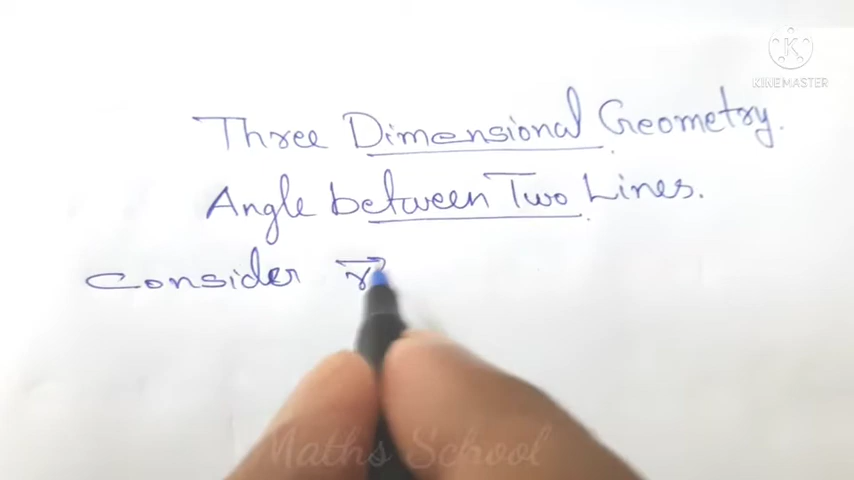 KINEMASTER
Three Dimensional Geometry.
Angle between Two Lines.
Consider r⃗
Maths School